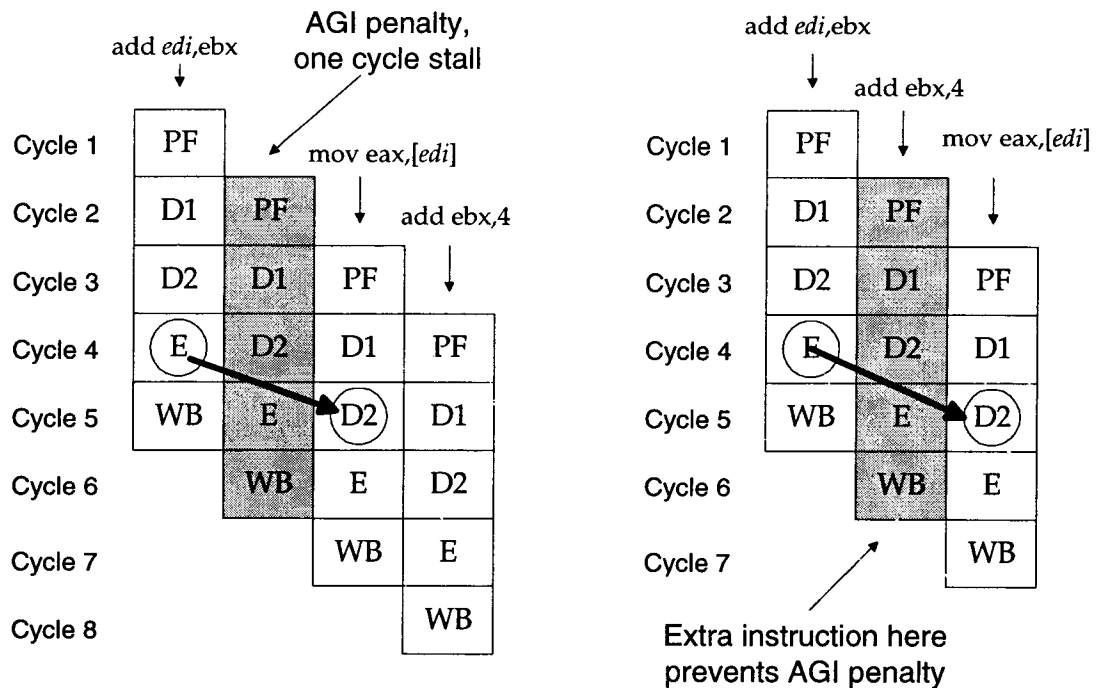 AGI penalty,
one cycle stall
add edi,ebx
mov eax,[edi]
add ebx,4
Cycle 1 PF
Cycle 2 D1 PF
Cycle 3 D2 D1 PF
Cycle 4 E D2 D1 PF
Cycle 5 WB E D2 D1
Cycle 6 WB E D2
Cycle 7 WB E
Cycle 8 WB
add edi,ebx
add ebx,4
mov eax,[edi]
Cycle 1 PF
Cycle 2 D1 PF
Cycle 3 D2 D1 PF
Cycle 4 E D2 D1
Cycle 5 WB E D2
Cycle 6 WB E
Cycle 7 WB
Extra instruction here
prevents AGI penalty